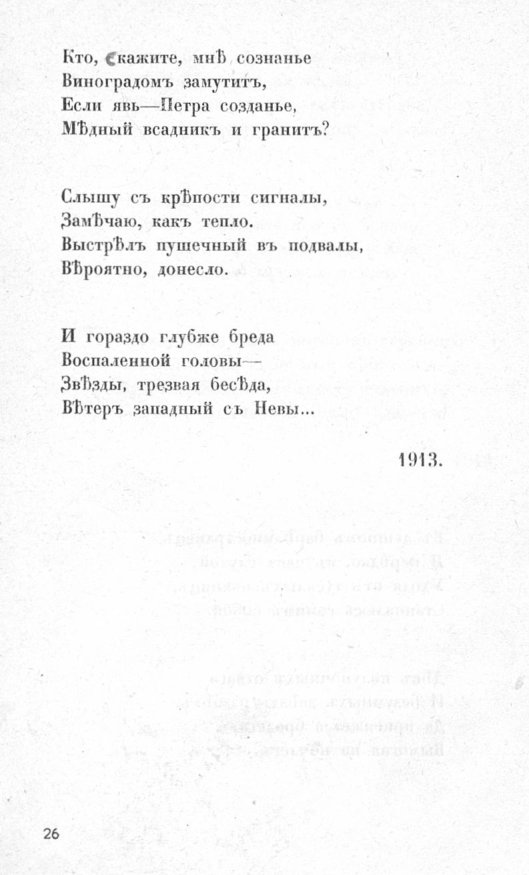 Кто, скажите, мнѣ сознанье
Виноградомъ замутитъ,
Если явь—Петра созданье,
Мѣдный всадникъ и гранитъ?
Слышу съ крѣпости сигналы,
Замѣчаю, какъ тепло.
Выстрѣлъ пушечный въ подвалы,
Вѣроятно, донесло.
И гораздо глубже бреда
Воспаленной головы—
Звѣзды, трезвая бесѣда,
Вѣтеръ западный съ Невы...
1913.
26